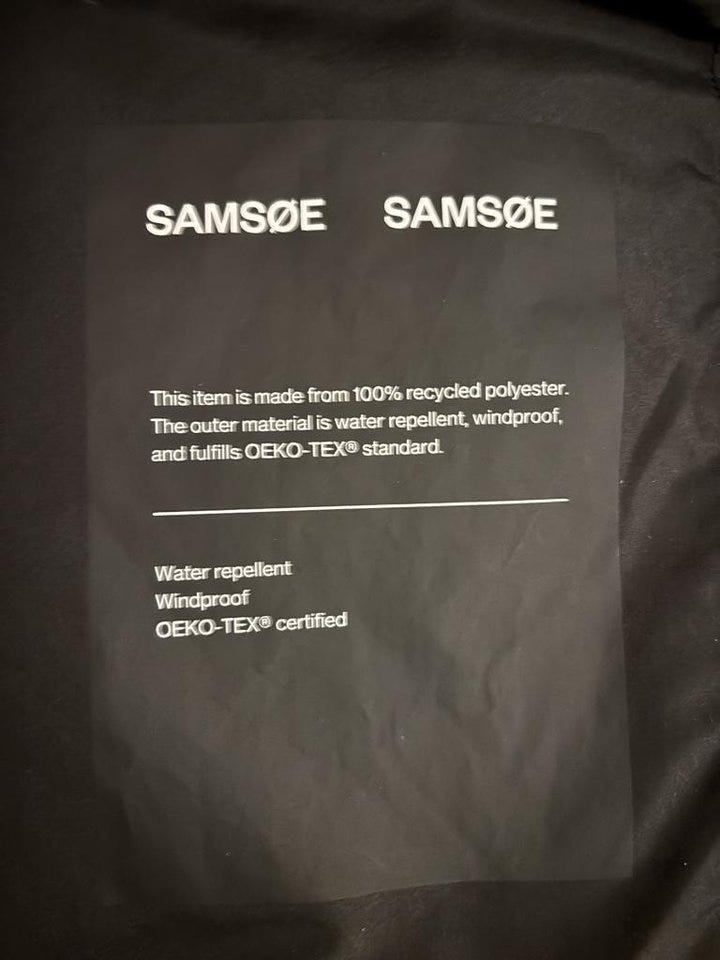 SAMSØE SAMSØE
This item is made from 100% recycled polyester.
The outer material is water repellent, windproof,
and fulfills OEKO-TEX® standard.
Water repellent
Windproof
OEKO-TEX® certified